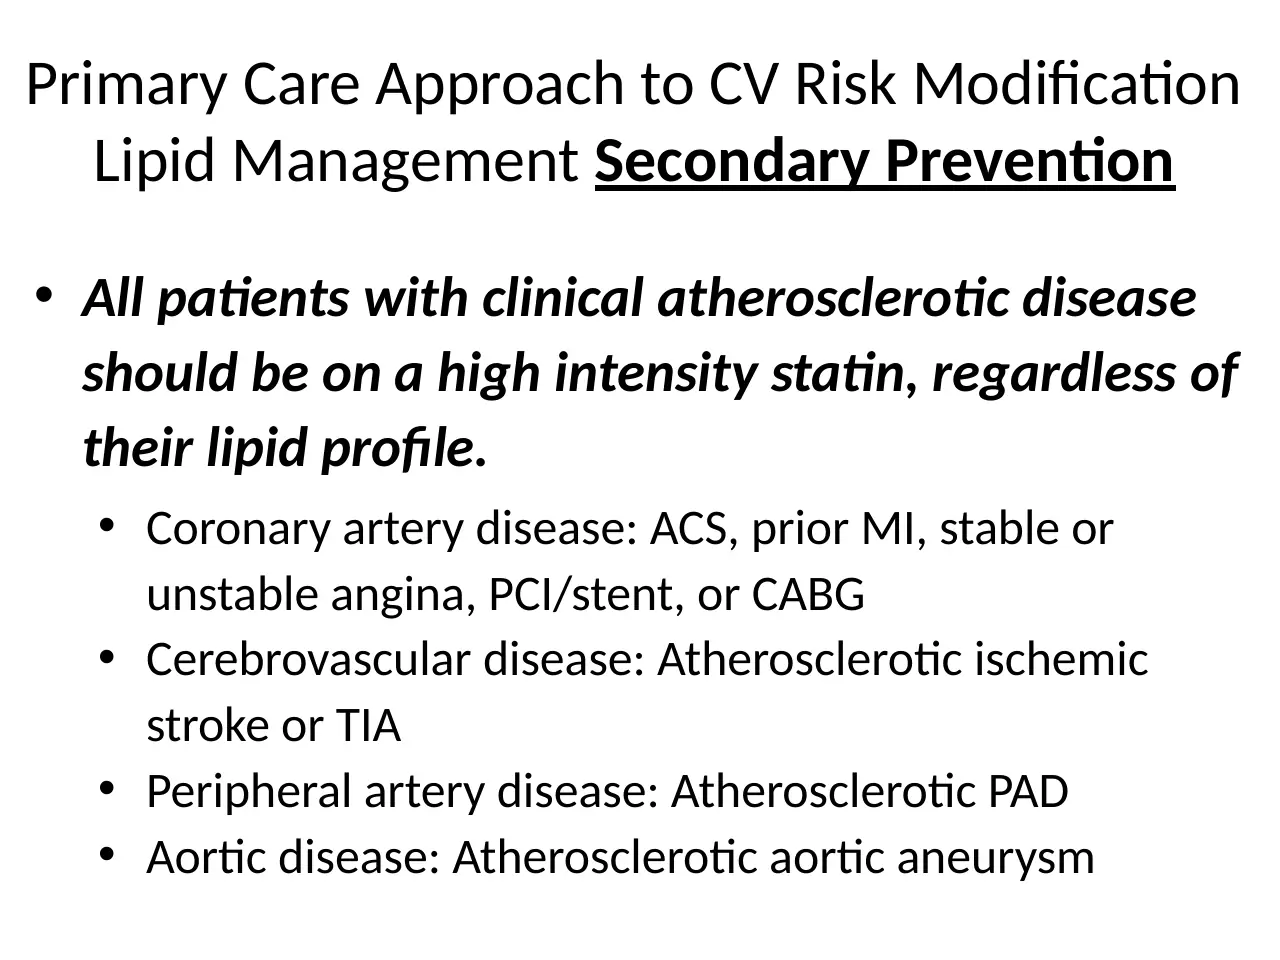 Primary Care Approach to CV Risk Modification
Lipid Management Secondary Prevention
• All patients with clinical atherosclerotic disease
should be on a high intensity statin, regardless of
their lipid profile.
• Coronary artery disease: ACS, prior MI, stable or
unstable angina, PCI/stent, or CABG
• Cerebrovascular disease: Atherosclerotic ischemic
stroke or TIA
• Peripheral artery disease: Atherosclerotic PAD
• Aortic disease: Atherosclerotic aortic aneurysm